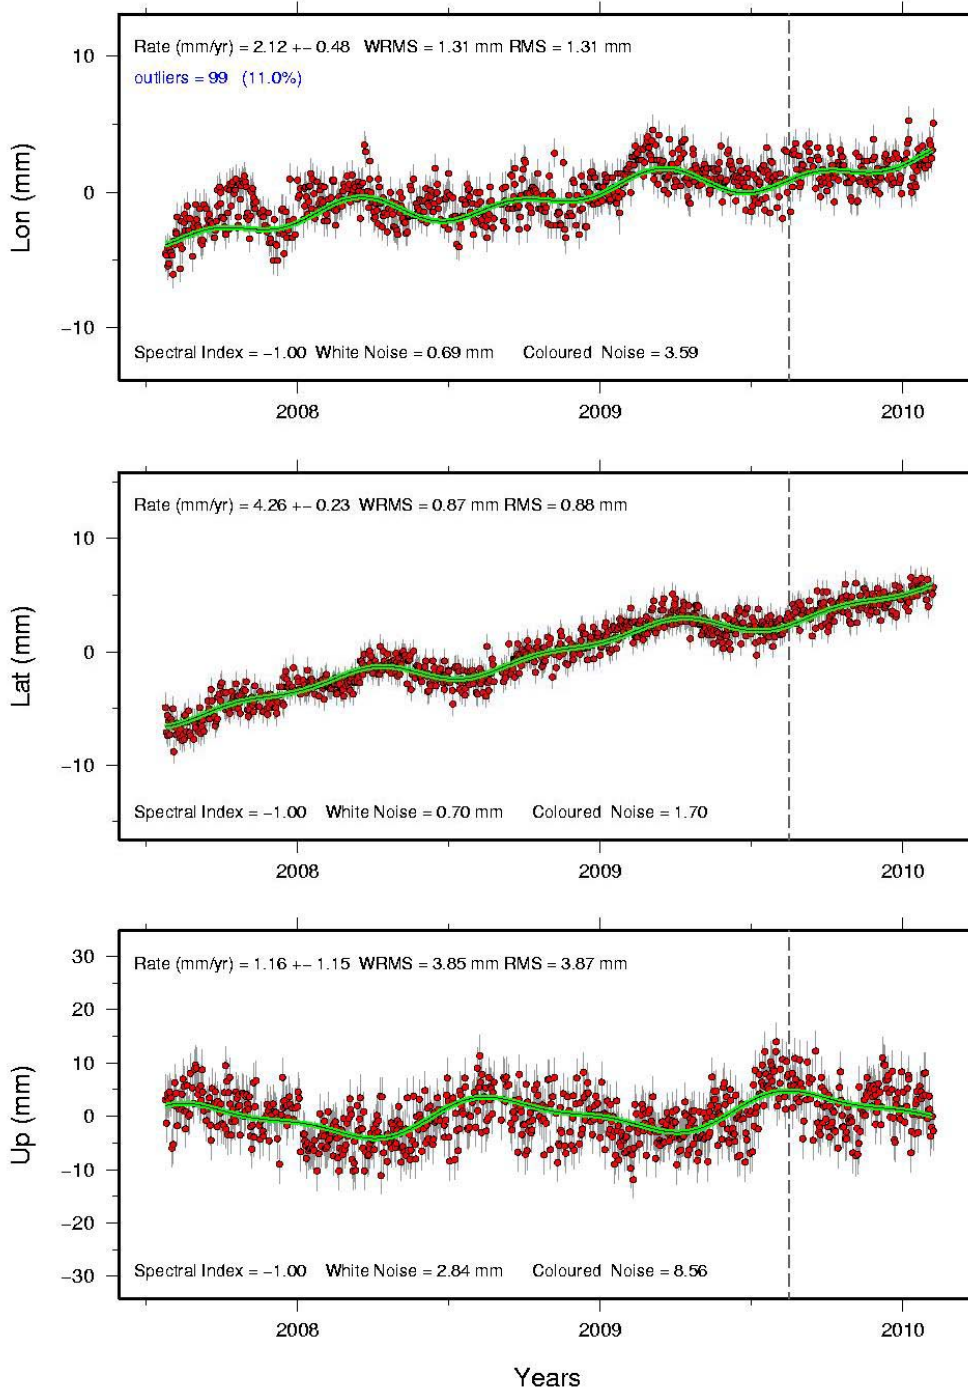 Rate (mm/yr) = 2.12 +− 0.48 WRMS = 1.31 mm RMS = 1.31 mm
outliers = 99 (11.0%)
10
0
−10
Lon (mm)
Spectral Index = −1.00 White Noise = 0.69 mm Coloured Noise = 3.59
2008 2009 2010
Rate (mm/yr) = 4.26 +− 0.23 WRMS = 0.87 mm RMS = 0.88 mm
10
0
−10
Lat (mm)
Spectral Index = −1.00 White Noise = 0.70 mm Coloured Noise = 1.70
2008 2009 2010
Rate (mm/yr) = 1.16 +− 1.15 WRMS = 3.85 mm RMS = 3.87 mm
30
20
10
0
−10
−20
−30
Up (mm)
Spectral Index = −1.00 White Noise = 2.84 mm Coloured Noise = 8.56
2008 2009 2010
Years